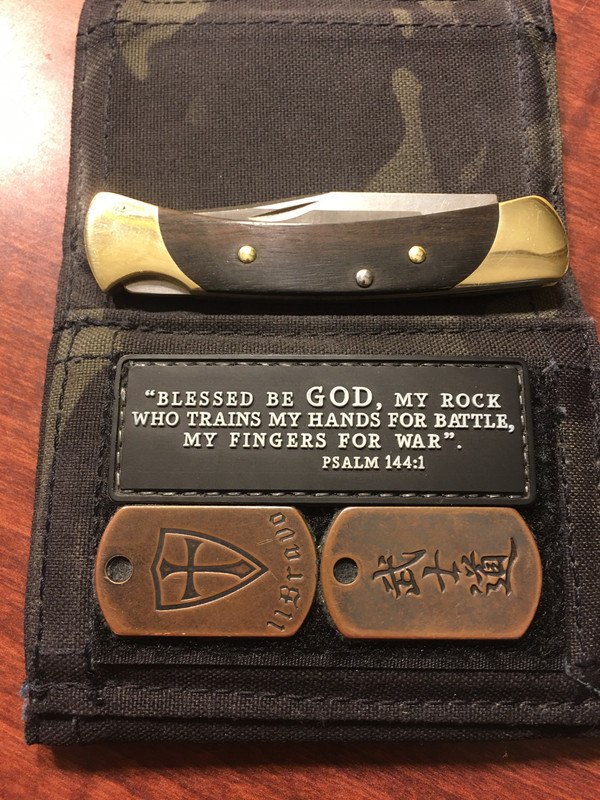 “BLESSED BE GOD, MY ROCK
WHO TRAINS MY HANDS FOR BATTLE,
MY FINGERS FOR WAR”.
PSALM 144:1
11Bravo
武士道